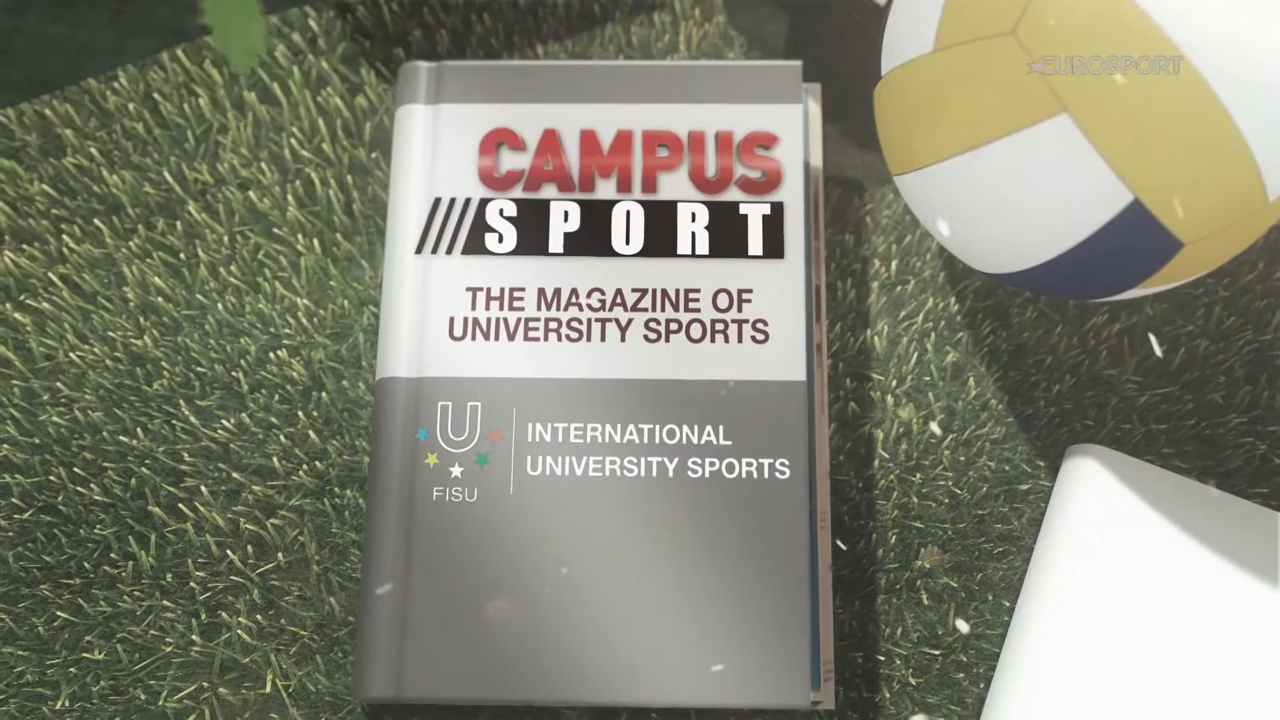 EUROSPORT
CAMPUS
SPORT
THE MAGAZINE OF
UNIVERSITY SPORTS
U
FISU
INTERNATIONAL
UNIVERSITY SPORTS